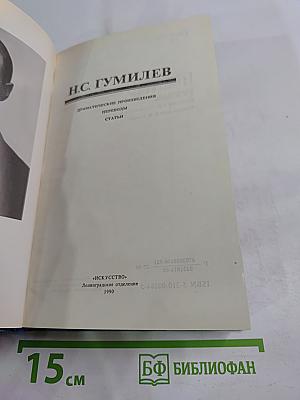 Н.С. ГУМИЛЕВ
ДРАМАТИЧЕСКИЕ ПРОИЗВЕДЕНИЯ
ПЕРЕВОДЫ
СТАТЬИ
«ИСКУССТВО»
Ленинградское отделение
1990
15 см
БФ БИБЛИОФАН